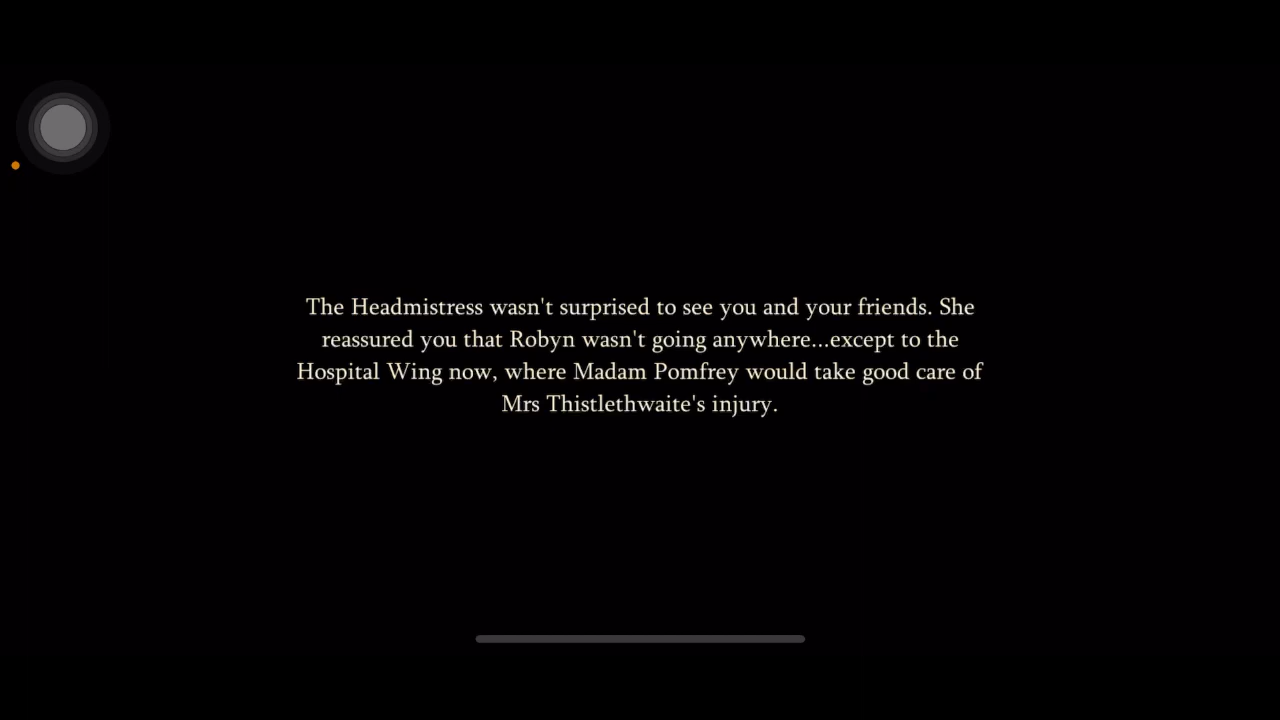 The Headmistress wasn't surprised to see you and your friends. She
reassured you that Robyn wasn't going anywhere...except to the
Hospital Wing now, where Madam Pomfrey would take good care of
Mrs Thistlethwaite's injury.